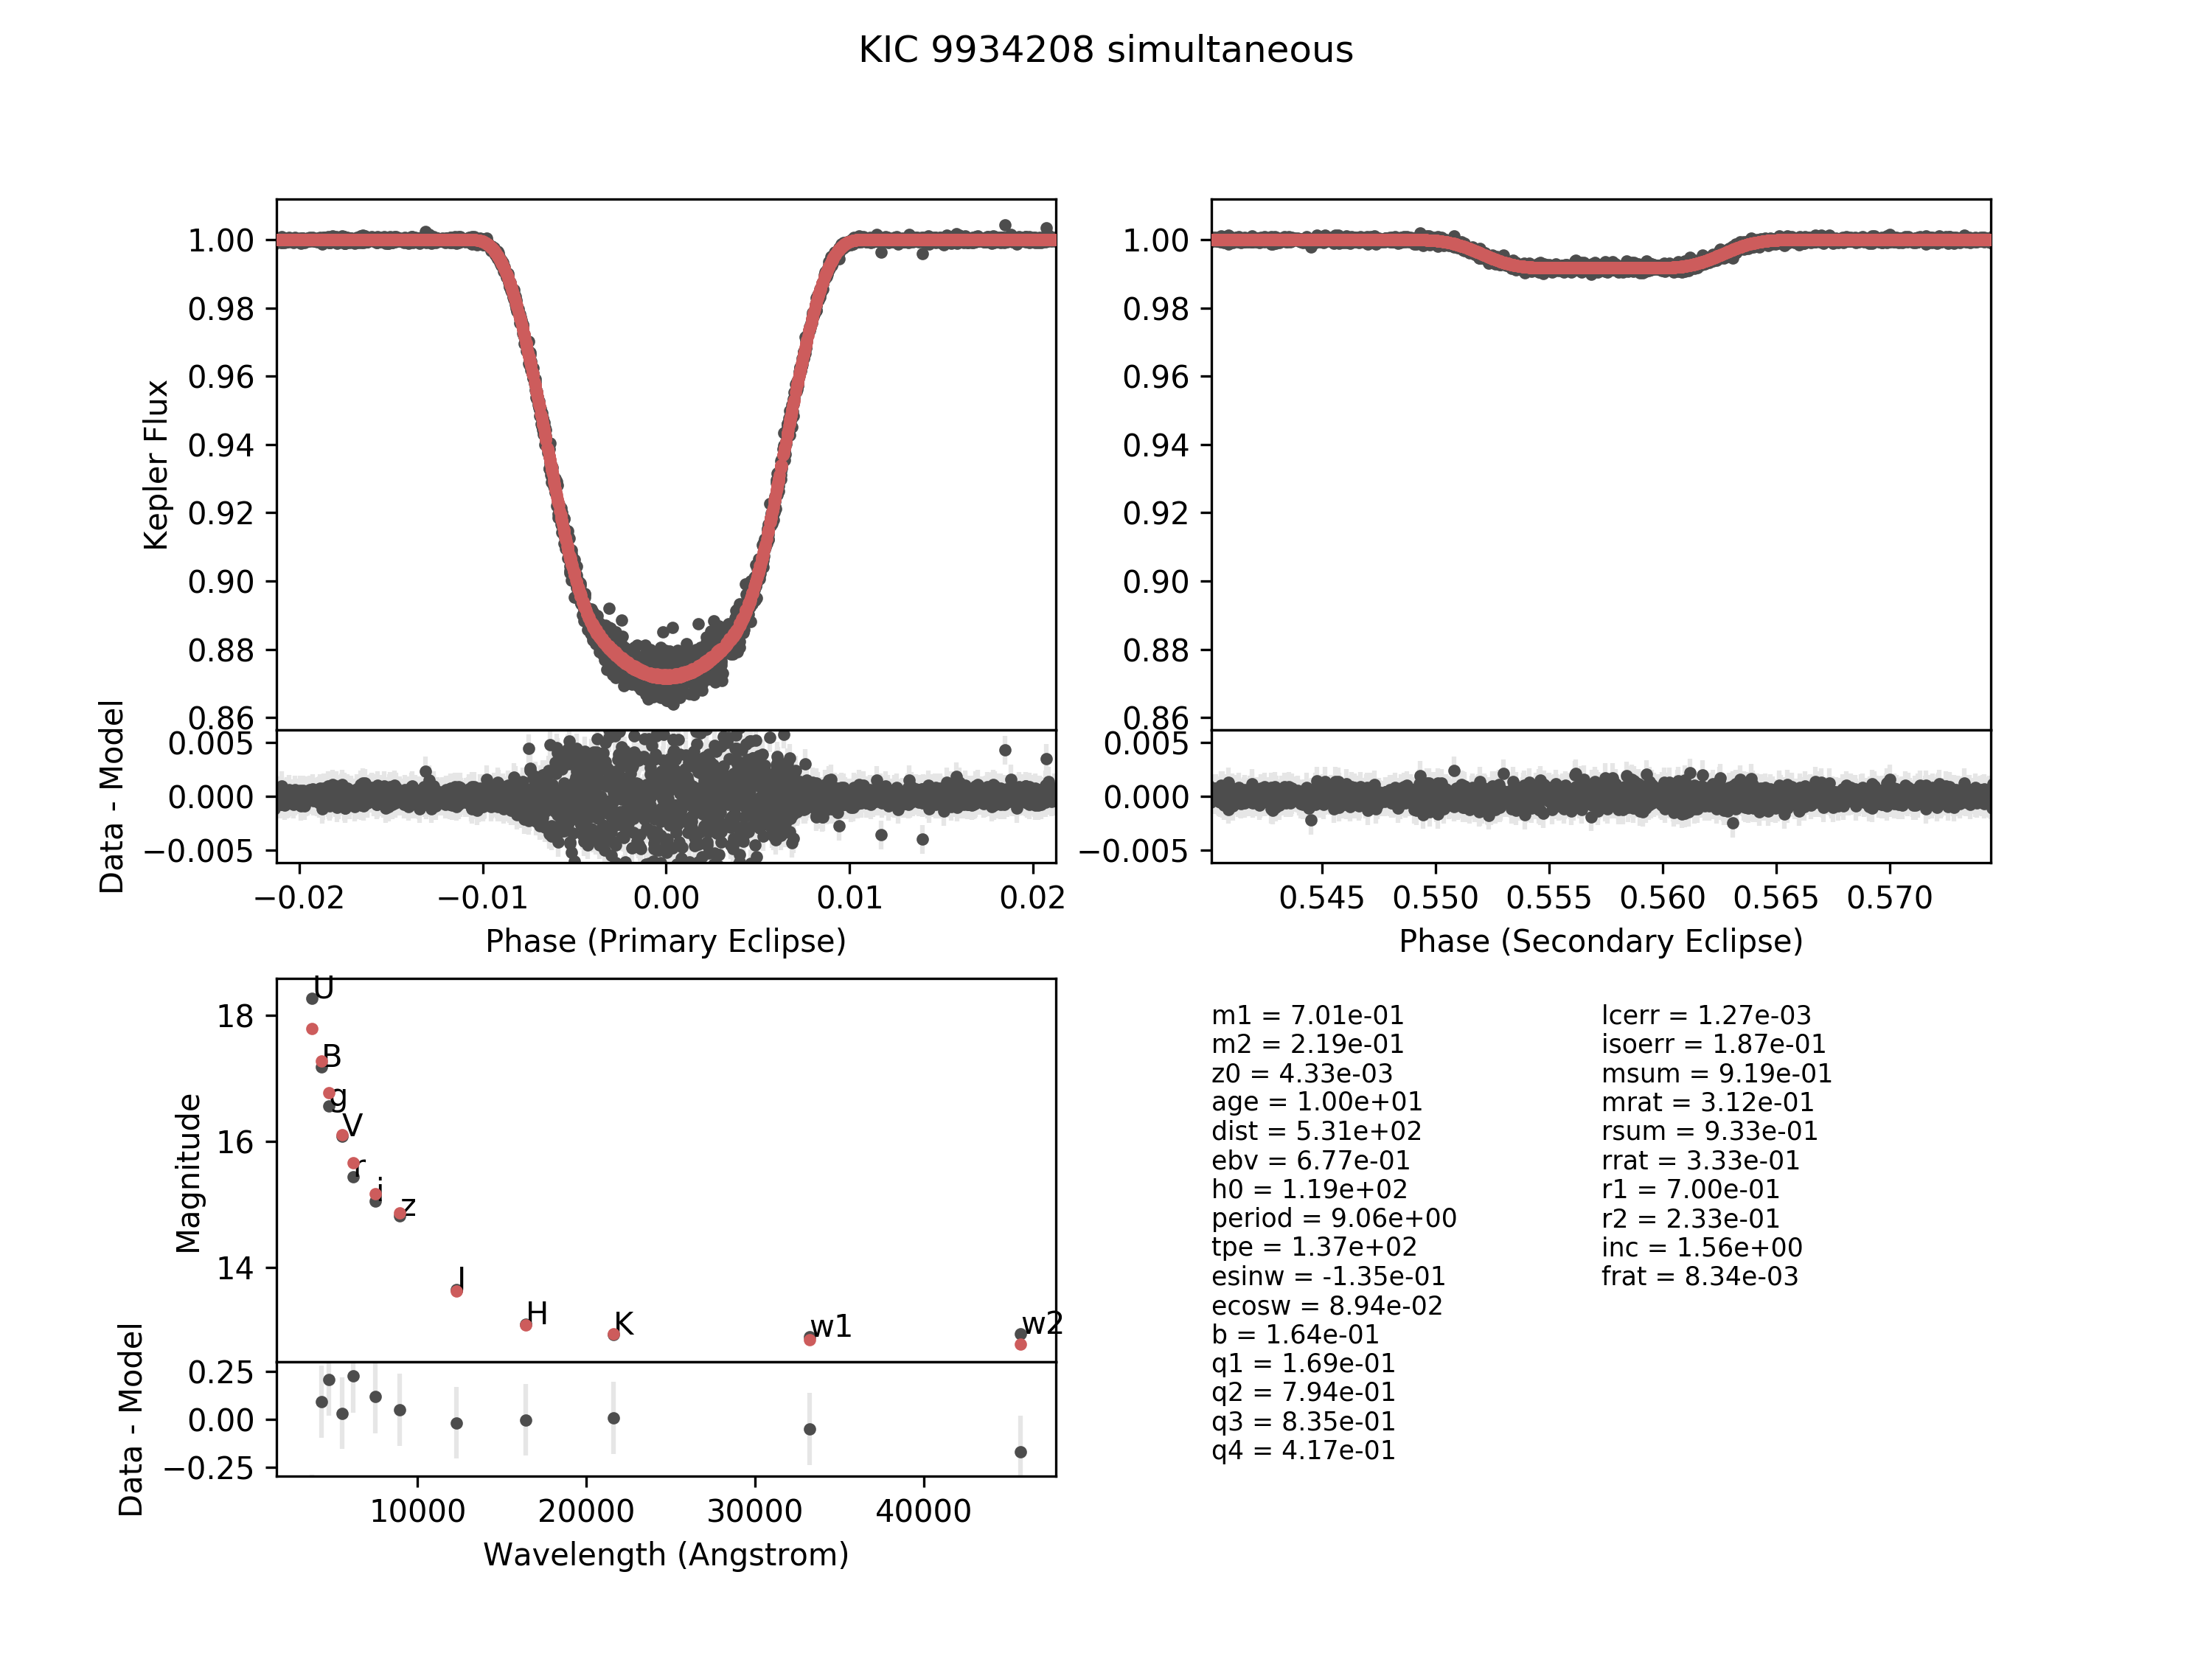 KIC 9934208 simultaneous
Kepler Flux
1.00
0.98
0.96
0.94
0.92
0.90
0.88
0.86
1.00
0.98
0.96
0.94
0.92
0.90
0.88
0.86
Data - Model
0.005
0.000
−0.005
0.005
0.000
−0.005
−0.02 −0.01 0.00 0.01 0.02
0.545 0.550 0.555 0.560 0.565 0.570
Phase (Primary Eclipse)
Phase (Secondary Eclipse)
Magnitude
18
16
14
U
B
g
V
r
i
z
J
H
K
w1
w2
Data - Model
0.25
0.00
−0.25
10000 20000 30000 40000
Wavelength (Angstrom)
m1 = 7.01e-01
m2 = 2.19e-01
z0 = 4.33e-03
age = 1.00e+01
dist = 5.31e+02
ebv = 6.77e-01
h0 = 1.19e+02
period = 9.06e+00
tpe = 1.37e+02
esinw = -1.35e-01
ecosw = 8.94e-02
b = 1.64e-01
q1 = 1.69e-01
q2 = 7.94e-01
q3 = 8.35e-01
q4 = 4.17e-01
lcerr = 1.27e-03
isoerr = 1.87e-01
msum = 9.19e-01
mrat = 3.12e-01
rsum = 9.33e-01
rrat = 3.33e-01
r1 = 7.00e-01
r2 = 2.33e-01
inc = 1.56e+00
frat = 8.34e-03